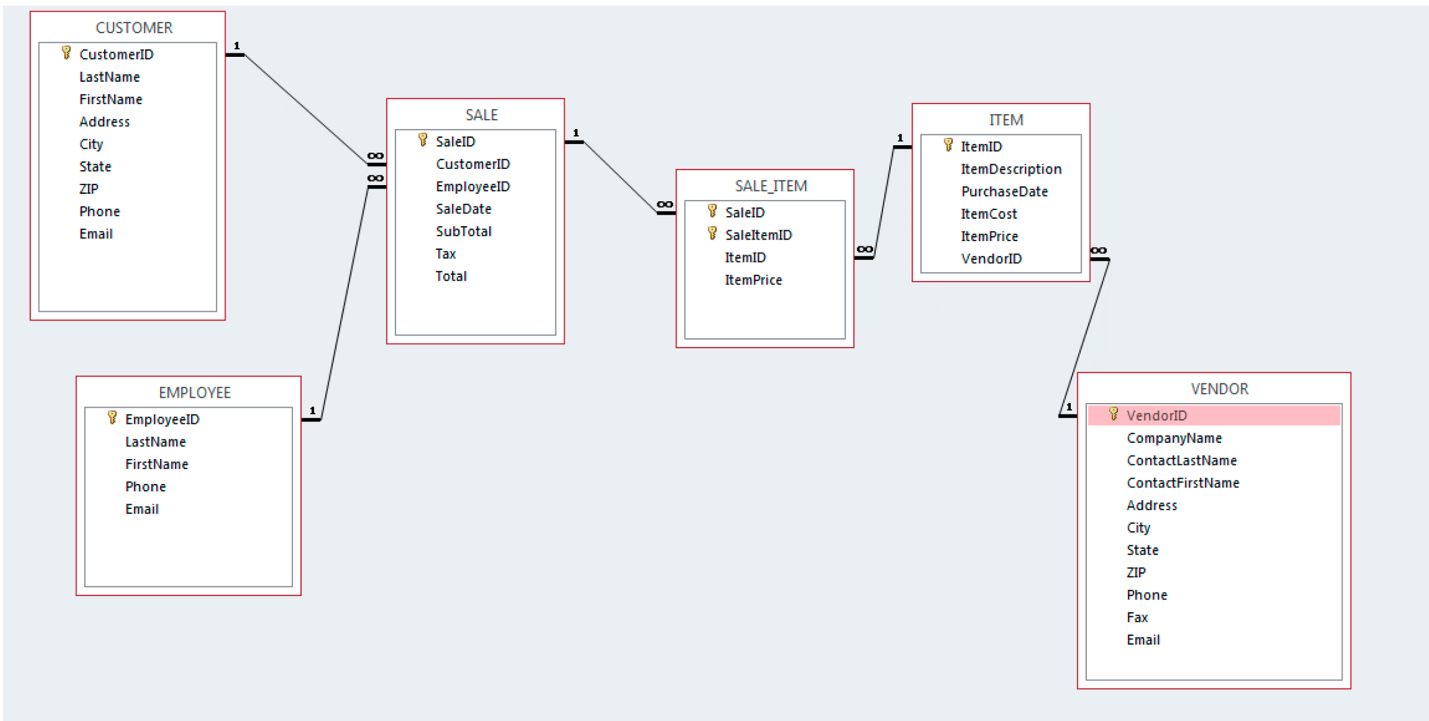 CUSTOMER
CustomerID
LastName
FirstName
Address
City
State
ZIP
Phone
Email
1
∞
SALE
SaleID
CustomerID
EmployeeID
SaleDate
SubTotal
Tax
Total
∞
1
EMPLOYEE
EmployeeID
LastName
FirstName
Phone
Email
1
∞
SALE_ITEM
SaleID
SaleItemID
ItemID
ItemPrice
∞
1
ITEM
ItemID
ItemDescription
PurchaseDate
ItemCost
ItemPrice
VendorID
∞
1
VENDOR
VendorID
CompanyName
ContactLastName
ContactFirstName
Address
City
State
ZIP
Phone
Fax
Email